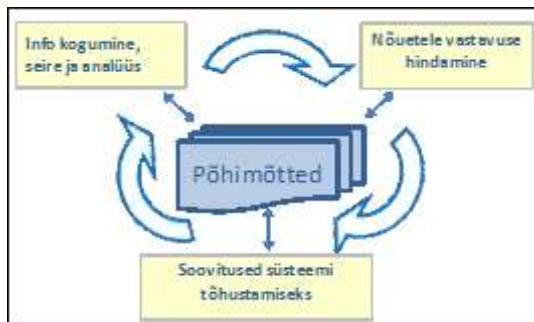 Info kogumine,
seire ja analüüs
Nõuetele vastavuse
hindamine
Põhimõtted
Soovitused süsteemi
tõhustamiseks